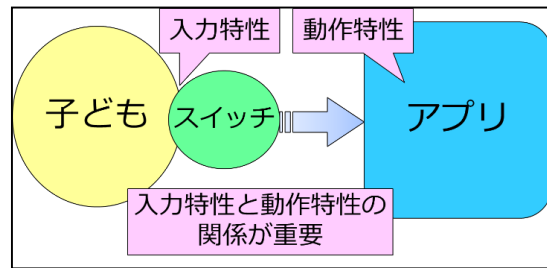 入力特性
動作特性
子ども
スイッチ
アプリ
入力特性と動作特性の
関係が重要